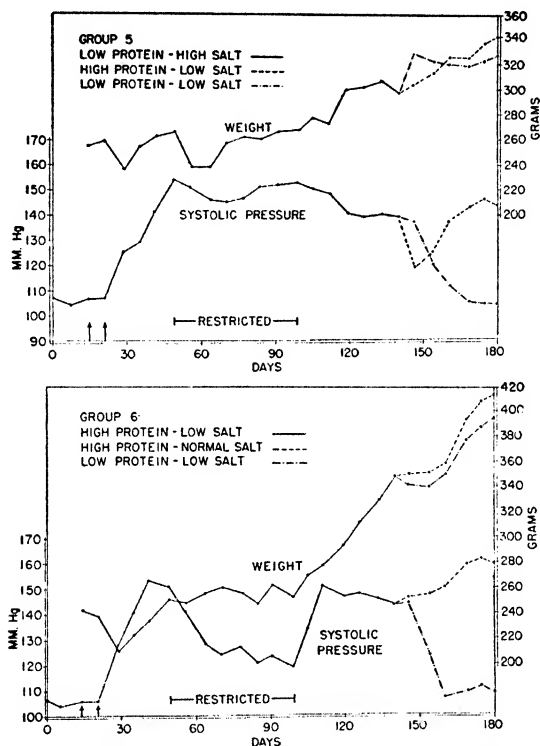 GROUP 5
LOW PROTEIN - HIGH SALT
HIGH PROTEIN - LOW SALT
LOW PROTEIN - LOW SALT
WEIGHT
SYSTOLIC PRESSURE
RESTRICTED
MM. Hg
170
160
150
140
130
120
110
100
90
0
30
60
90
120
150
180
DAYS
360
340
320
300
280
260
240
220
200
GRAMS
GROUP 6
HIGH PROTEIN - LOW SALT
HIGH PROTEIN - NORMAL SALT
LOW PROTEIN - LOW SALT
WEIGHT
SYSTOLIC PRESSURE
RESTRICTED
MM. Hg
170
160
150
140
130
120
110
100
0
30
60
90
120
150
180
DAYS
420
400
380
360
340
320
300
280
260
240
220
200
GRAMS